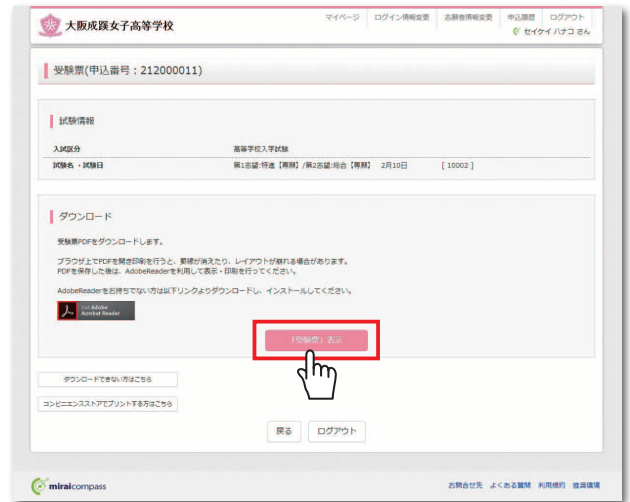 大阪成蹊女子高等学校
マイページ ログイン情報変更 志願者情報変更 申込履歴 ログアウト
セイケイ ハナコ さん
受験票(申込番号：212000011)
試験情報
入試区分 高等学校入学試験
試験名・試験日 第1志望:特進【専願】/第2志望:総合【専願】 2月10日 [ 10002 ]
ダウンロード
受験票PDFをダウンロードします。
ブラウザ上でPDFを開き印刷を行うと、罫線が消えたり、レイアウトが崩れる場合があります。
PDFを保存した後は、AdobeReaderを利用して表示・印刷を行ってください。
AdobeReaderをお持ちでない方は以下リンクよりダウンロードし、インストールしてください。
Get Adobe
Acrobat Reader
「受験票」表示
ダウンロードできない方はこちら
コンビニエンスストアでプリントする方はこちら
戻る ログアウト
miraicompass
お問合せ先 よくある質問 利用規約 推奨環境